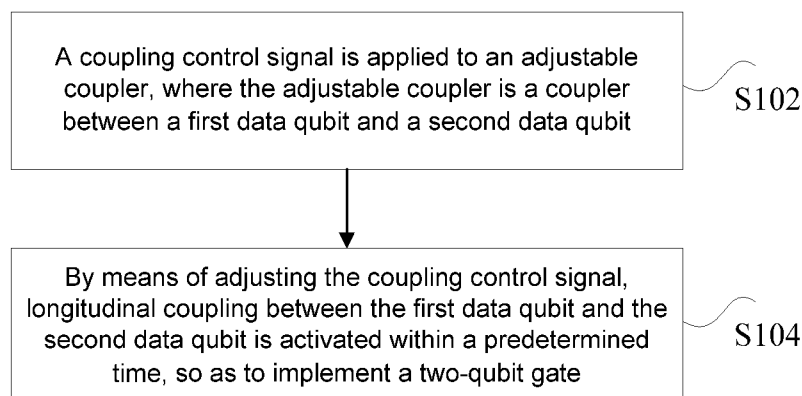 A coupling control signal is applied to an adjustable
coupler, where the adjustable coupler is a coupler
between a first data qubit and a second data qubit
S102
By means of adjusting the coupling control signal,
longitudinal coupling between the first data qubit and the
second data qubit is activated within a predetermined
time, so as to implement a two-qubit gate
S104